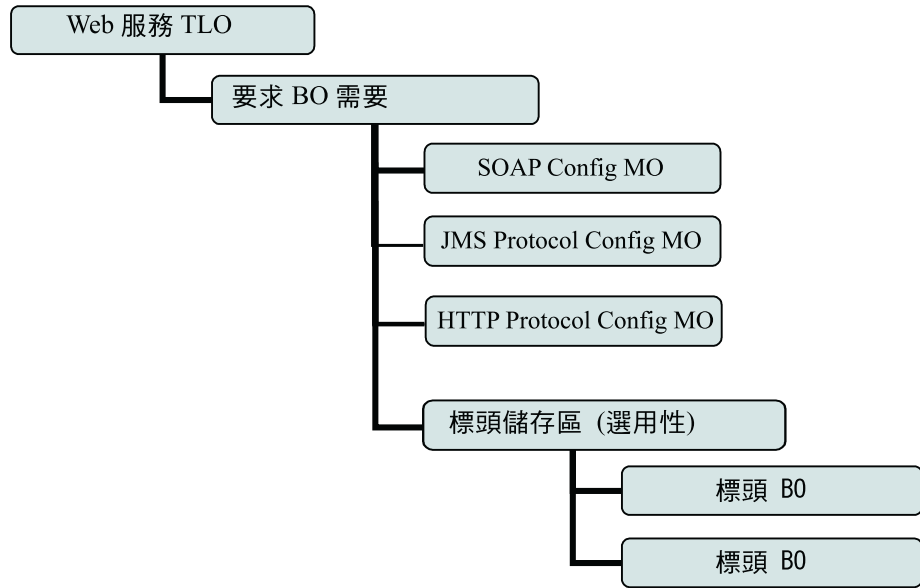 Web 服務 TLO
要求 BO 需要
SOAP Config MO
JMS Protocol Config MO
HTTP Protocol Config MO
標頭儲存區 (選用性)
標頭 BO
標頭 BO